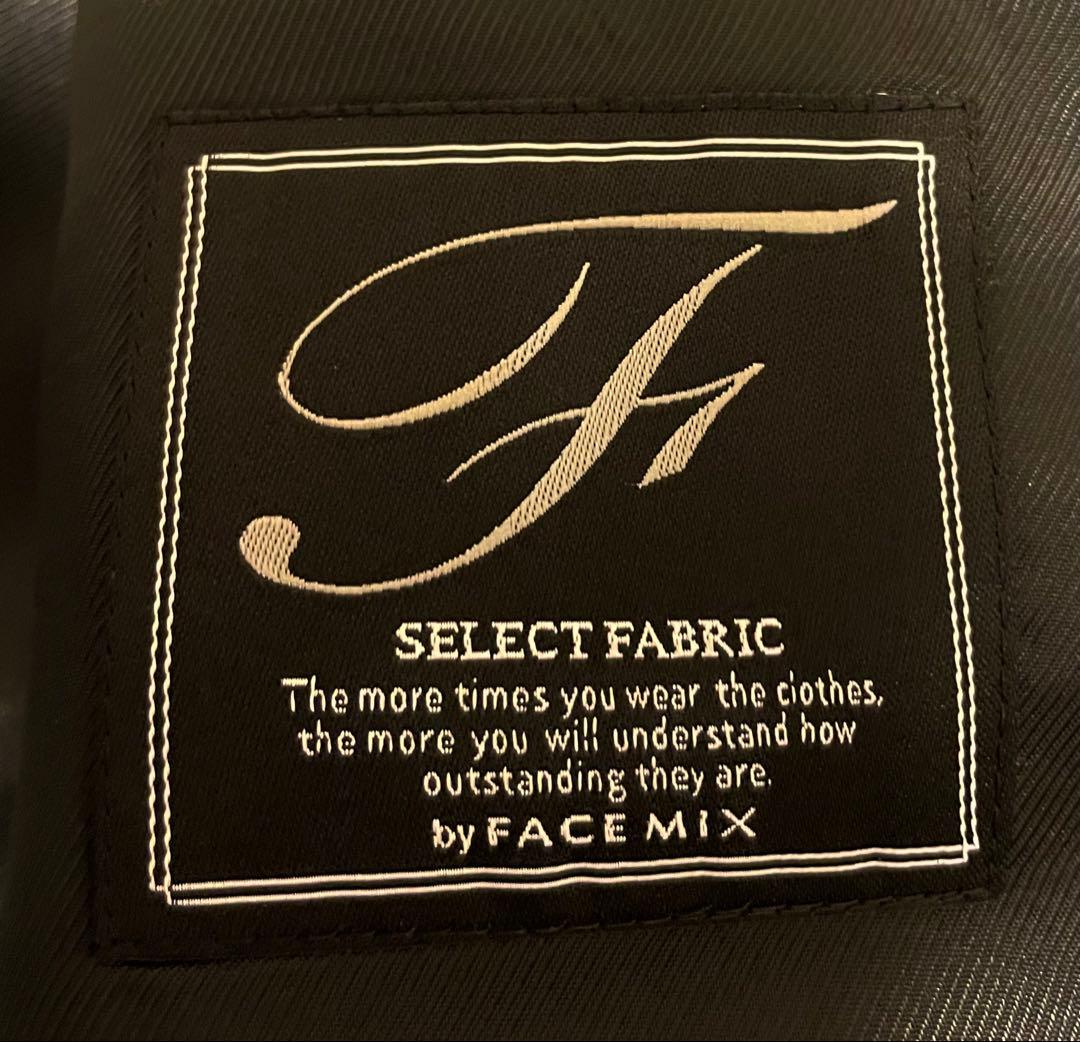 F
SELECT FABRIC
The more times you wear the clothes,
the more you will understand how
outstanding they are.
by FACE MIX